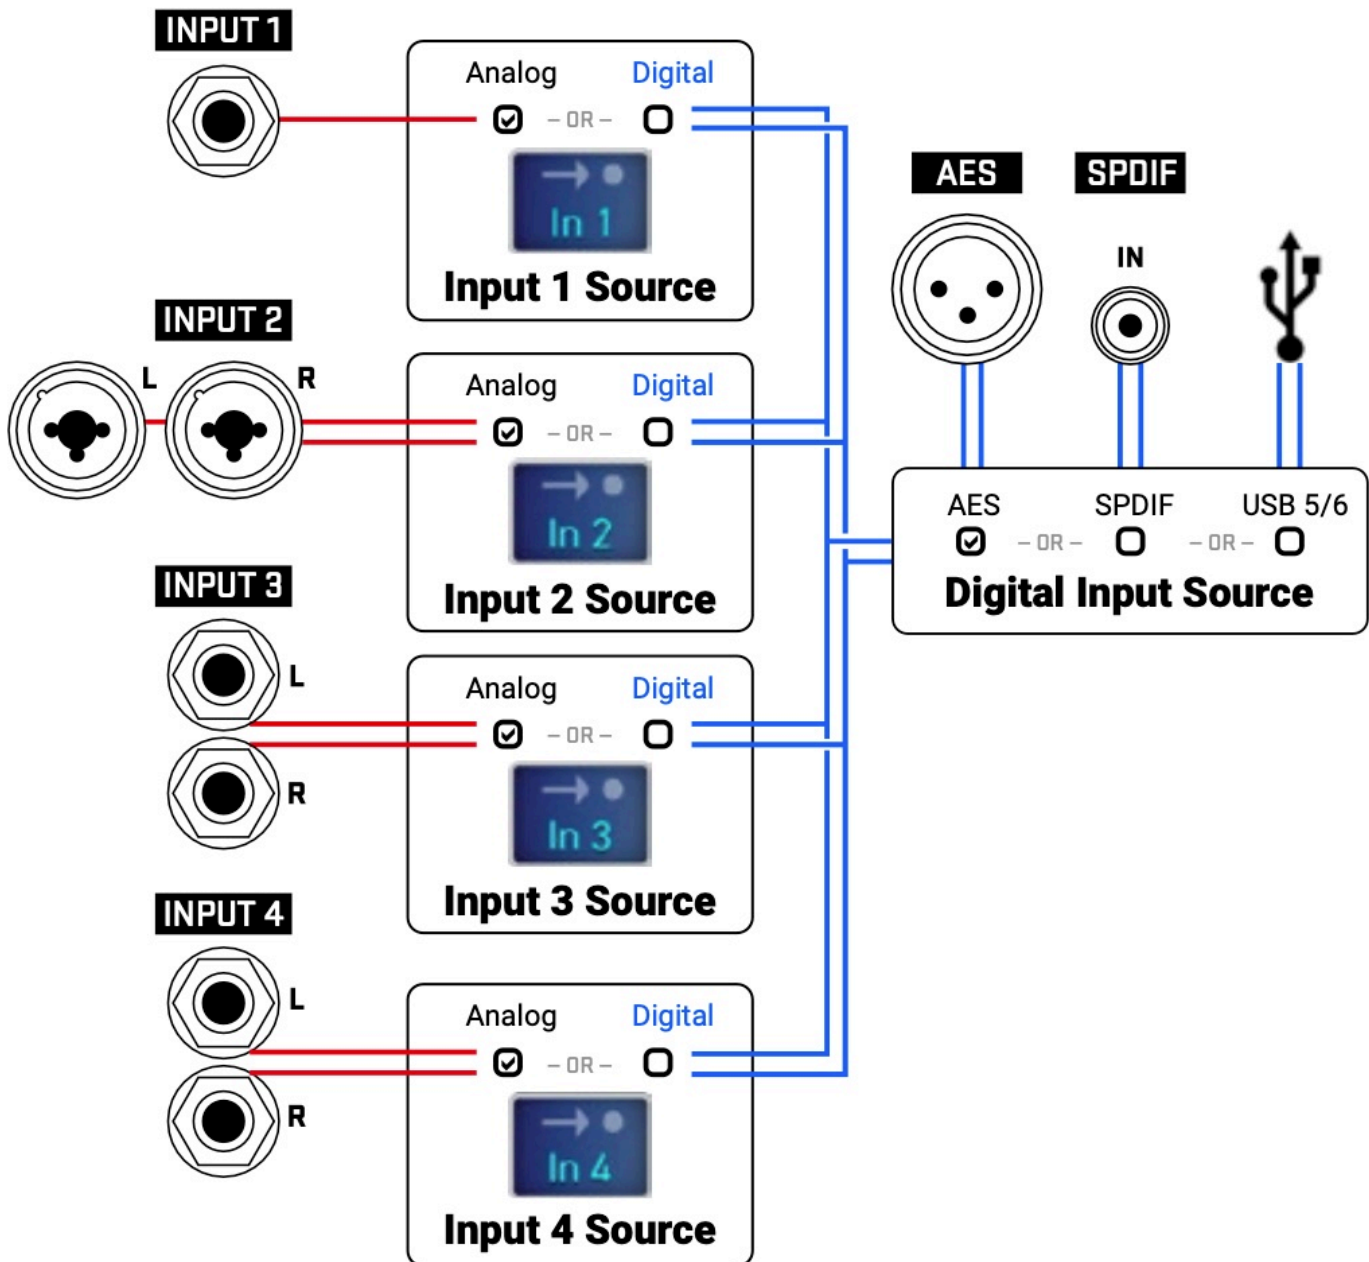 INPUT 1
Analog Digital
– OR –
In 1
Input 1 Source
INPUT 2
L R
Analog Digital
– OR –
In 2
Input 2 Source
INPUT 3
L
R
Analog Digital
– OR –
In 3
Input 3 Source
INPUT 4
L
R
Analog Digital
– OR –
In 4
Input 4 Source
AES SPDIF
IN
AES SPDIF USB 5/6
– OR – – OR –
Digital Input Source